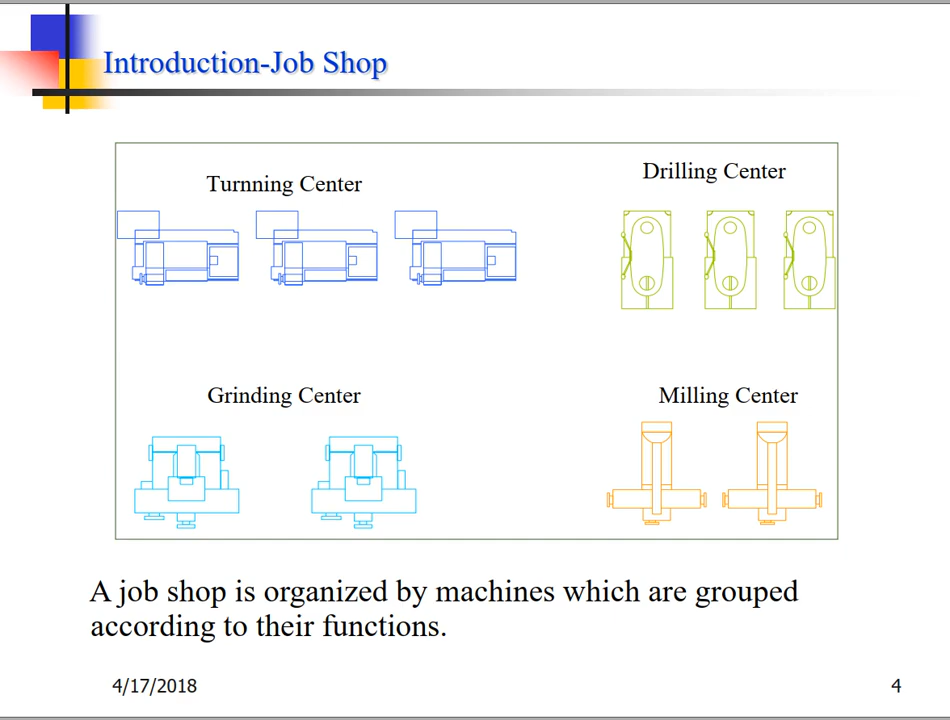 Introduction-Job Shop
Turnning Center
Drilling Center
Grinding Center
Milling Center
A job shop is organized by machines which are grouped
according to their functions.
4/17/2018
4